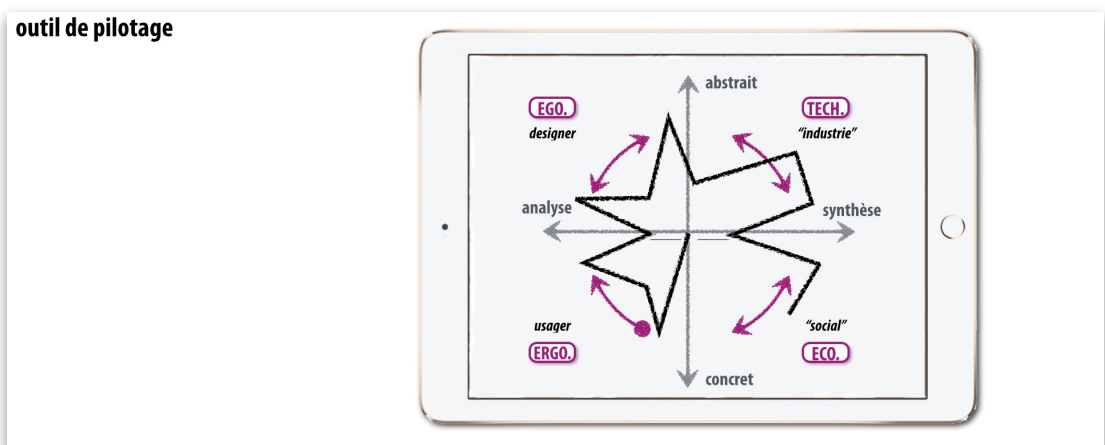 outil de pilotage
abstrait
EGO.
TECH.
designer
“industrie”
analyse
synthèse
usager
“social”
ERGO.
ECO.
concret